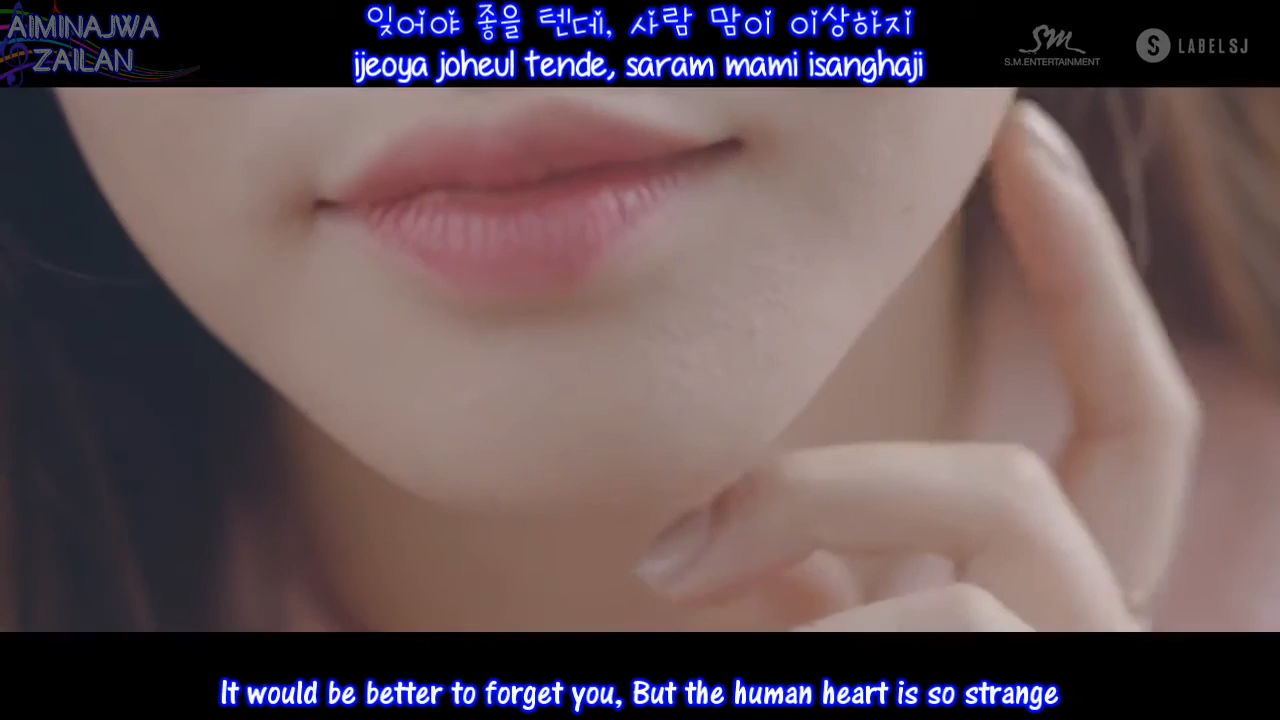 AIMINAJWA
ZAILAN
잊어야 좋을 텐데, 사람 맘이 이상하지
ijeoya joheul tende, saram mami isanghaji
SM
S.M.ENTERTAINMENT
S LABELSJ
It would be better to forget you, But the human heart is so strange